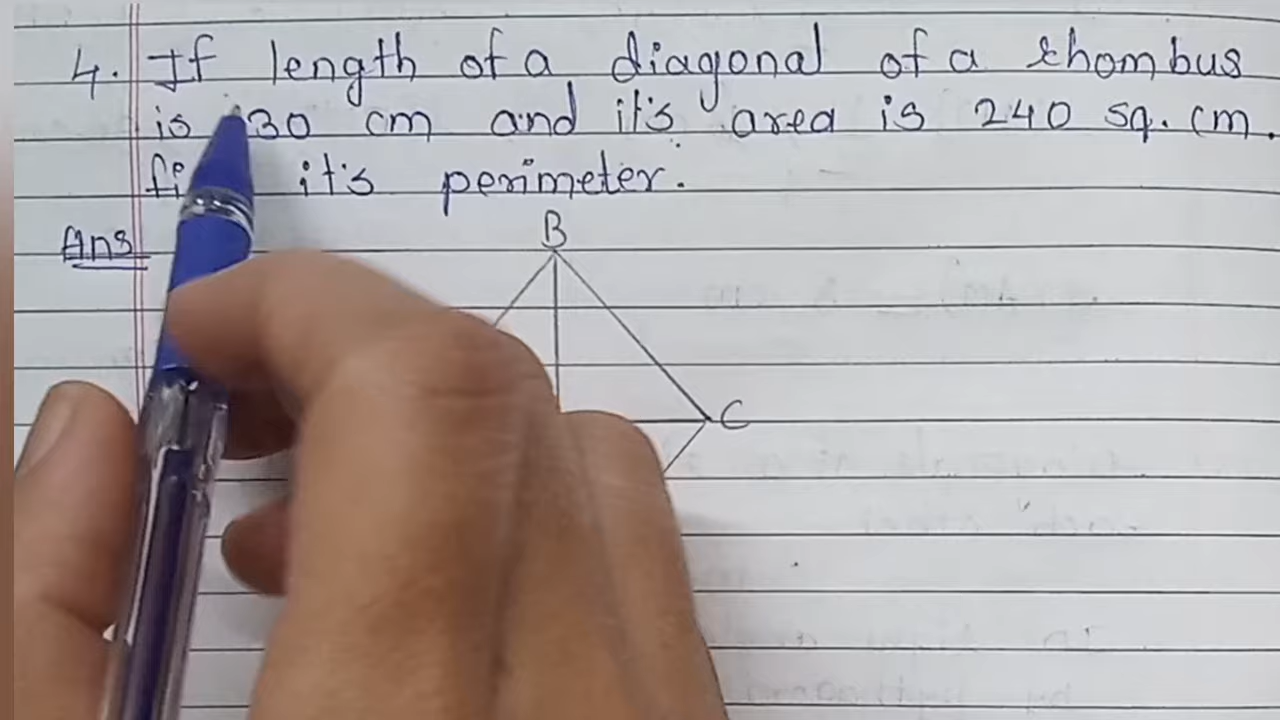 4. If length of a diagonal of a rhombus
is 30 cm and it's area is 240 sq. cm.
it's perimeter.
Ans
B
C